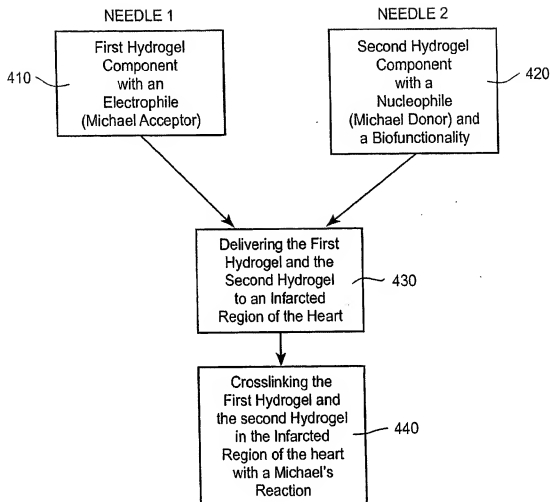 NEEDLE 1
410
First Hydrogel
Component
with an
Electrophile
(Michael Acceptor)
NEEDLE 2
Second Hydrogel
Component
with a
Nucleophile
(Michael Donor) and
a Biofunctionality
420
Delivering the First
Hydrogel and the
Second Hydrogel
to an Infarcted
Region of the Heart
430
Crosslinking the
First Hydrogel and
the second Hydrogel
in the Infarcted
Region of the heart
with a Michael's
Reaction
440